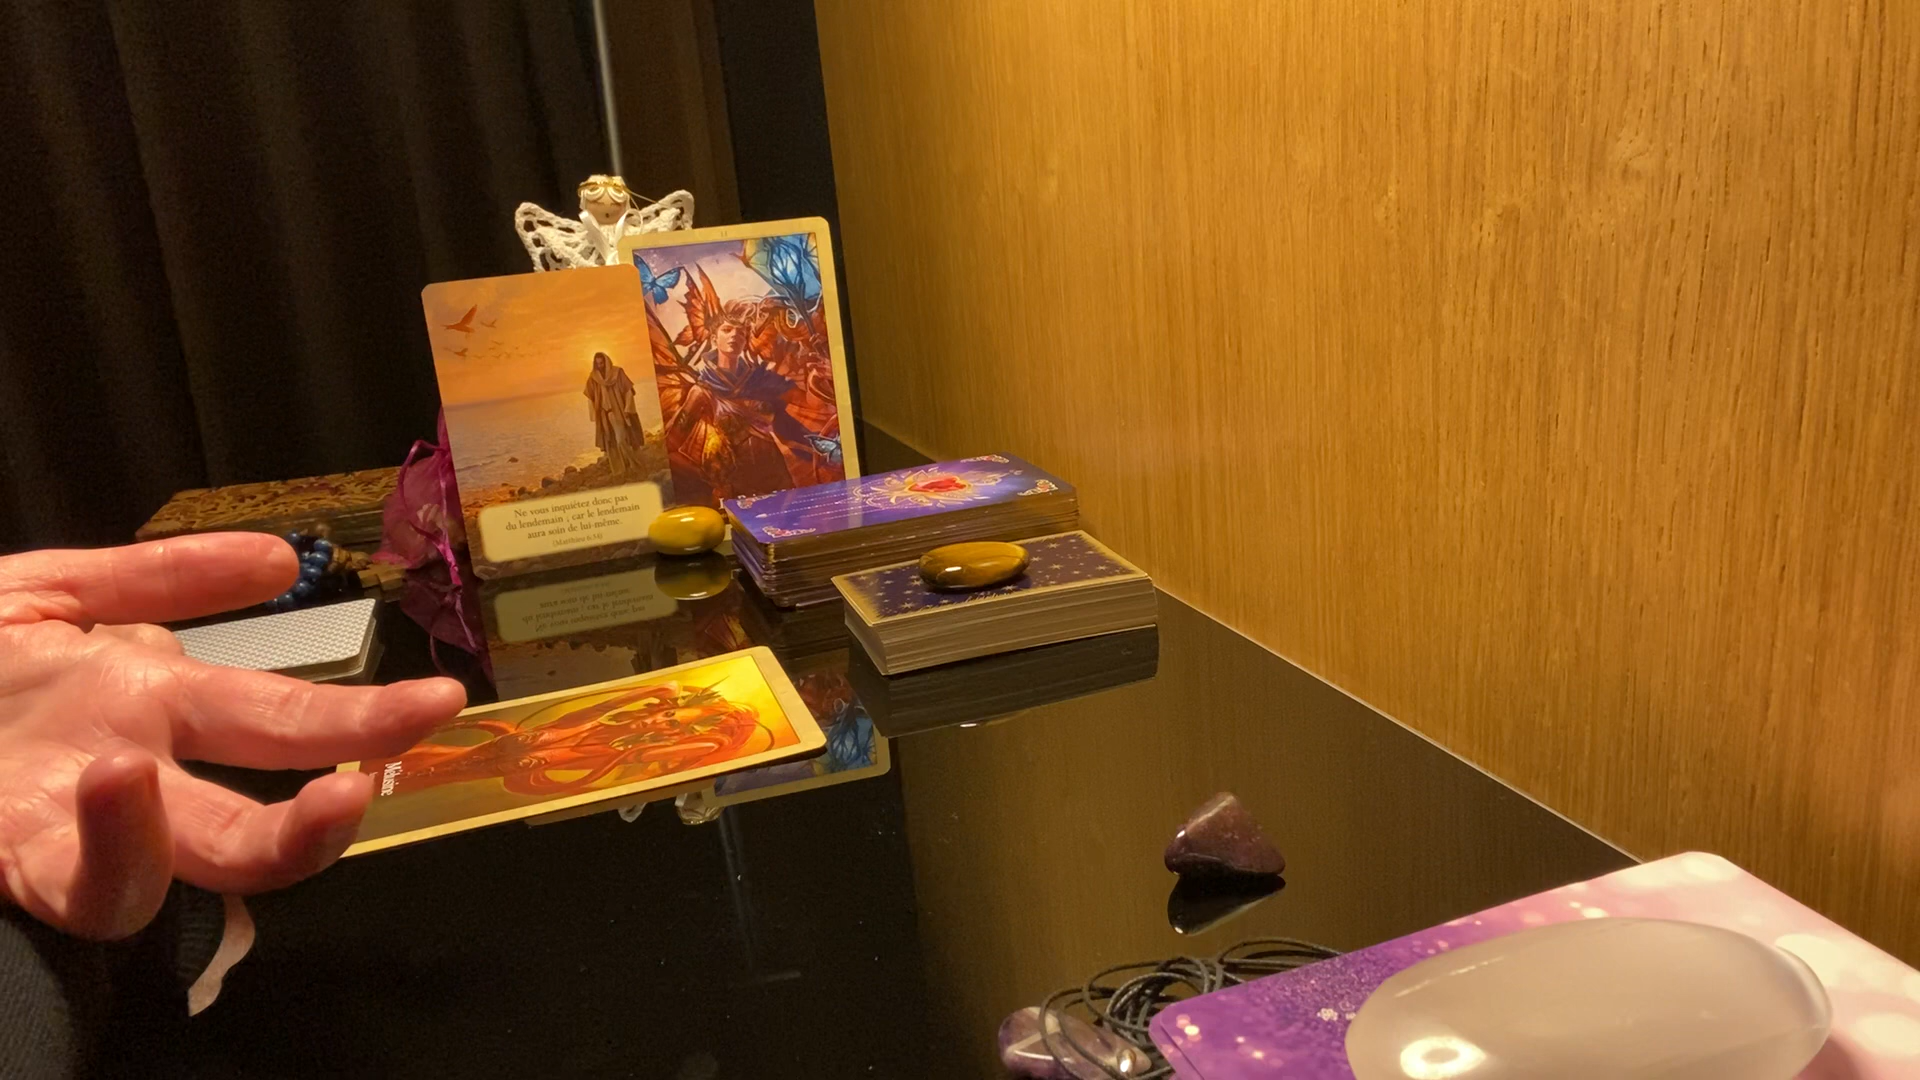 Ne vous inquiétez donc pas
du lendemain ; car le lendemain
aura soin de lui-même.
(Matthieu 6:34)
Mélusine